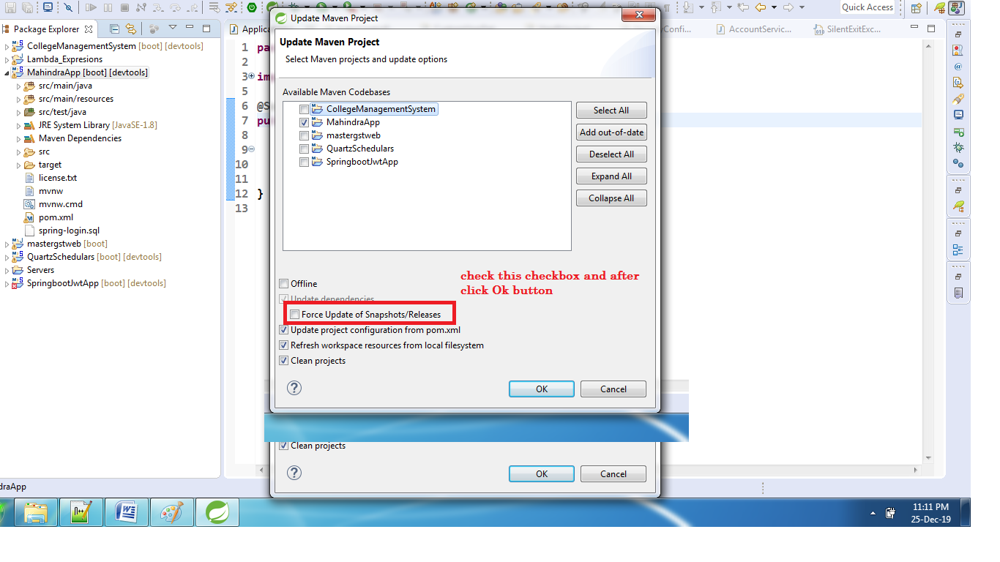 Quick Access
Package Explorer
CollegeManagementSystem [boot] [devtools]
Lambda_Expresions
MahindraApp [boot] [devtools]
src/main/java
src/main/resources
src/test/java
JRE System Library [JavaSE-1.8]
Maven Dependencies
src
target
license.txt
mvnw
mvnw.cmd
pom.xml
spring-login.sql
mastergstweb [boot]
QuartzSchedulars [boot] [devtools]
Servers
SpringbootJwtApp [boot] [devtools]
Applica
AccountServic...
SilentExitExc...
1 pa
2
3 im
5
6 @S
7 pu
8
9
10
11
12 }
13
Update Maven Project
Update Maven Project
Select Maven projects and update options
Available Maven Codebases
CollegeManagementSystem
MahindraApp
mastergstweb
QuartzSchedulars
SpringbootJwtApp
Select All
Add out-of-date
Deselect All
Expand All
Collapse All
Offline
Update dependencies
Force Update of Snapshots/Releases
Update project configuration from pom.xml
Refresh workspace resources from local filesystem
Clean projects
check this checkbox and after
click Ok button
OK
Cancel
Clean projects
OK
Cancel
draApp
11:11 PM
25-Dec-19